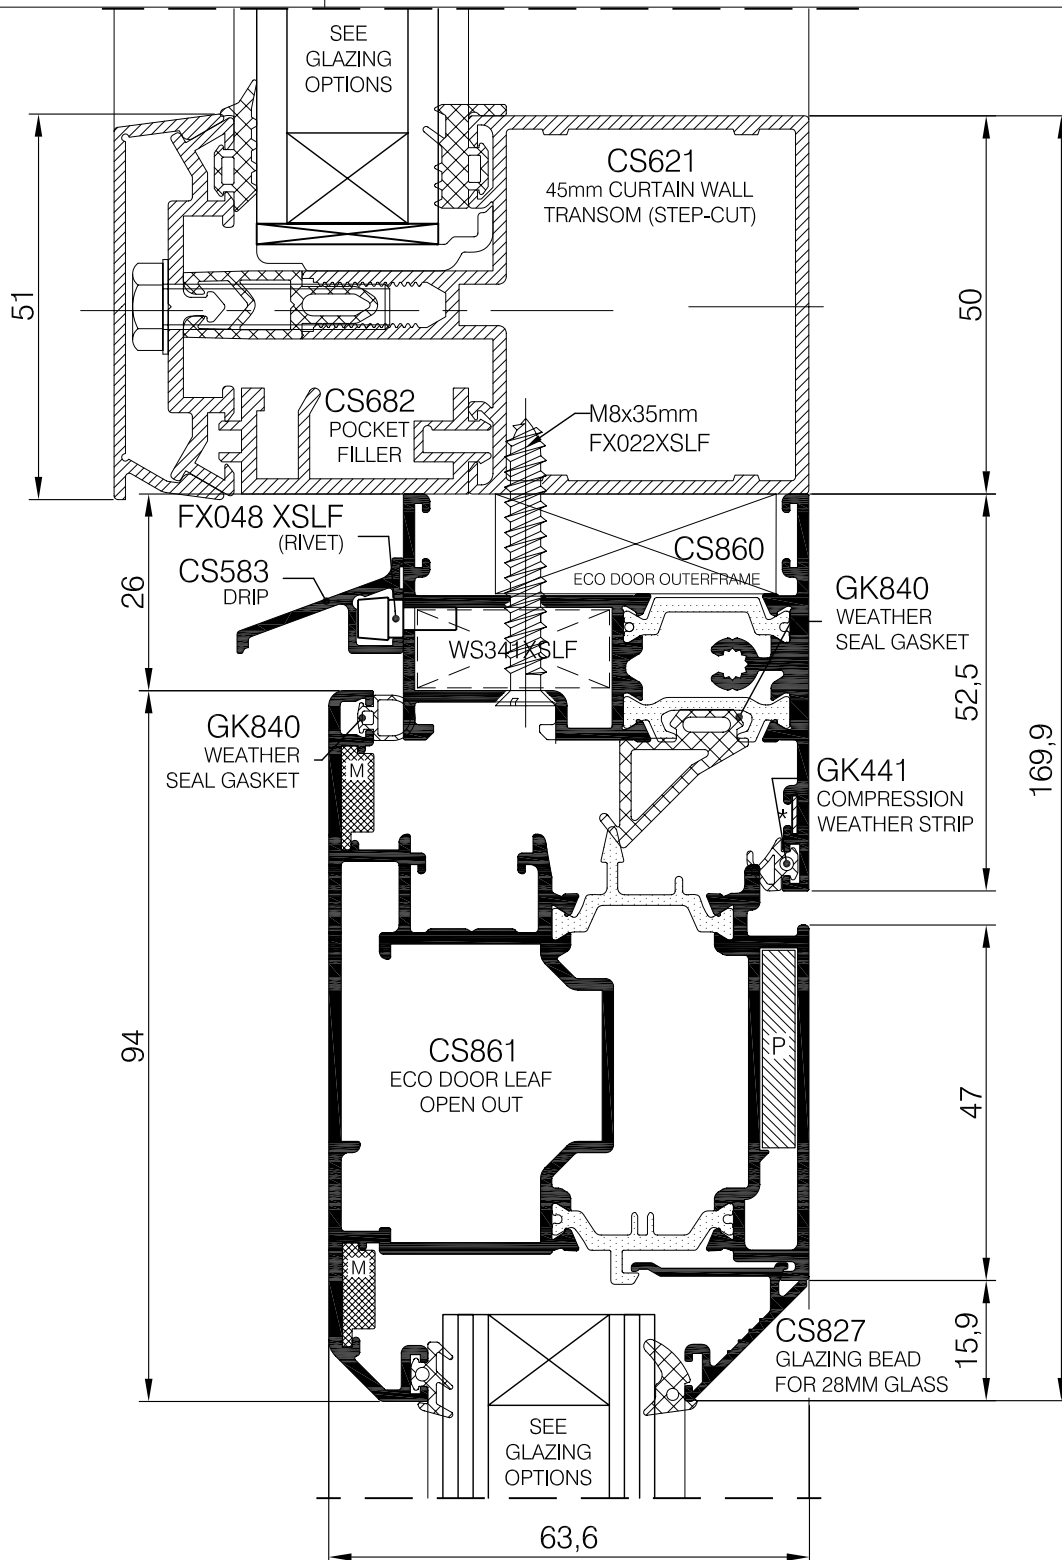 SEE
GLAZING
OPTIONS
CS621
45mm CURTAIN WALL
TRANSOM (STEP-CUT)
51
50
CS682
POCKET
FILLER
M8x35mm
FX022XSLF
FX048 XSLF
(RIVET)
CS583
DRIP
26
CS860
ECO DOOR OUTERFRAME
GK840
WEATHER
SEAL GASKET
WS341XSLF
52,5
169,9
GK840
WEATHER
SEAL GASKET
M
GK441
COMPRESSION
WEATHER STRIP
*
94
CS861
ECO DOOR LEAF
OPEN OUT
P
47
M
CS827
GLAZING BEAD
FOR 28MM GLASS
15,9
SEE
GLAZING
OPTIONS
63,6